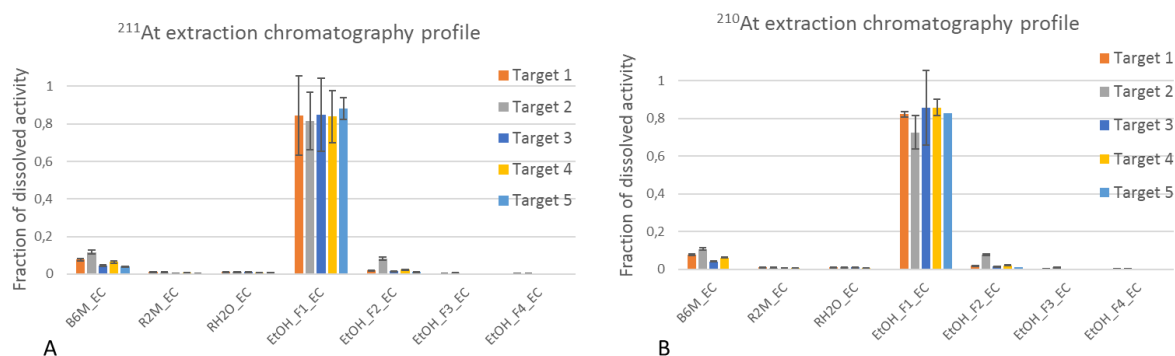 ²¹¹At extraction chromatography profile
Fraction of dissolved activity
1
0,8
0,6
0,4
0,2
0
B6M_EC
R2M_EC
RH2O_EC
EtOH_F1_EC
EtOH_F2_EC
EtOH_F3_EC
EtOH_F4_EC
Target 1
Target 2
Target 3
Target 4
Target 5
A
²¹⁰At extraction chromatography profile
Fraction of dissolved activity
1
0,8
0,6
0,4
0,2
0
B6M_EC
R2M_EC
RH2O_EC
EtOH_F1_EC
EtOH_F2_EC
EtOH_F3_EC
EtOH_F4_EC
Target 1
Target 2
Target 3
Target 4
Target 5
B